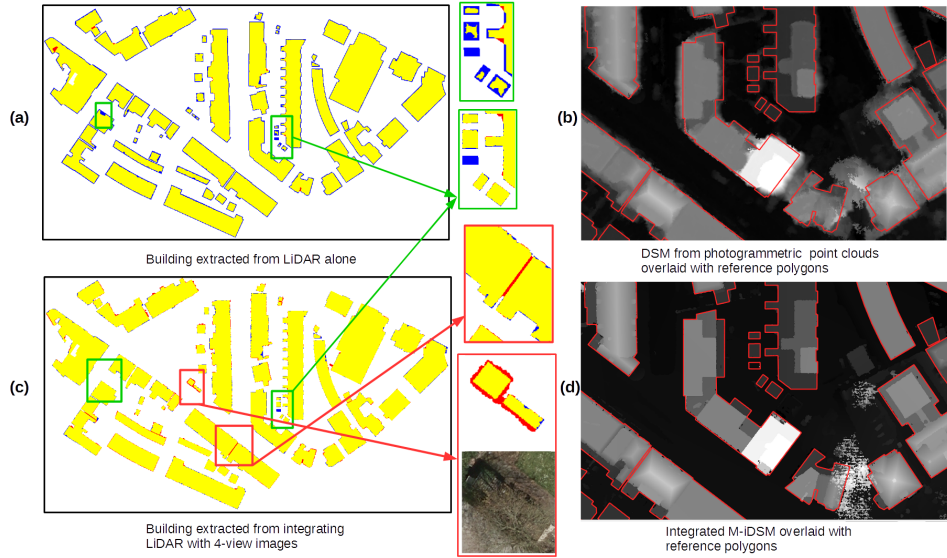 (a)
(b)
Building extracted from LiDAR alone
DSM from photogrammetric point clouds
overlaid with reference polygons
(c)
(d)
Building extracted from integrating
LiDAR with 4-view images
Integrated M-iDSM overlaid with
reference polygons